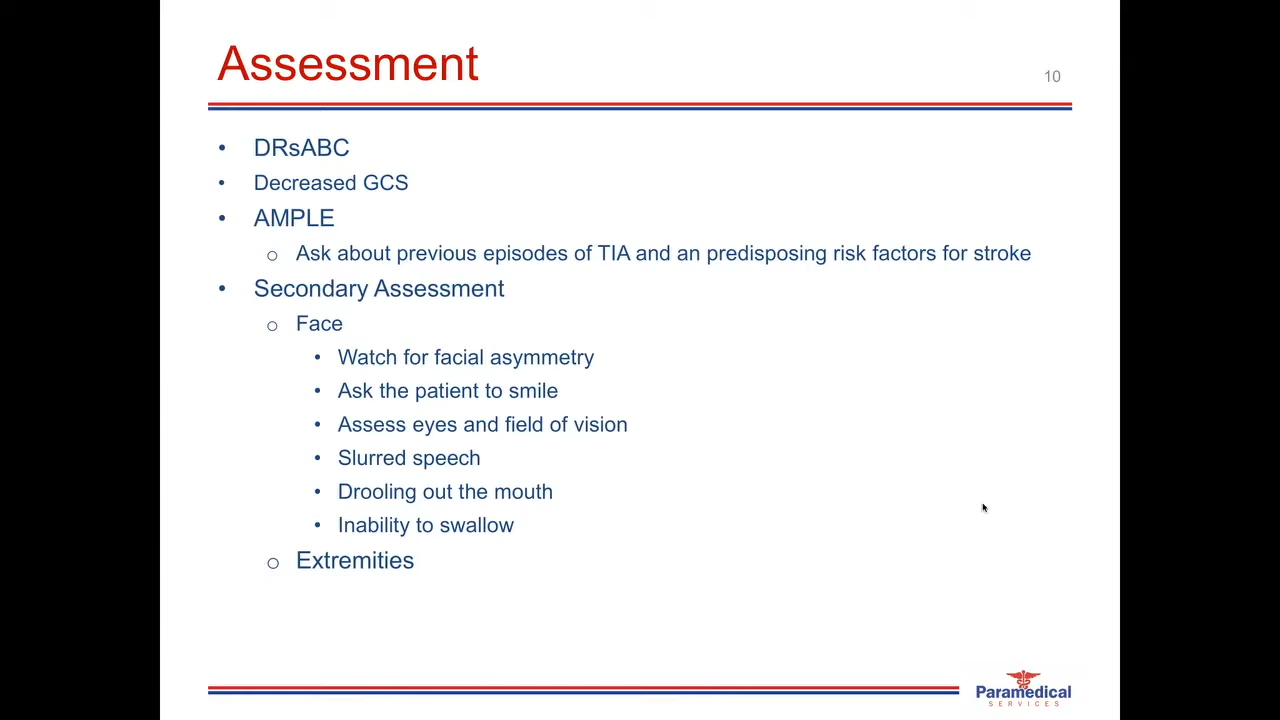 Assessment
10
• DRsABC
• Decreased GCS
• AMPLE
o Ask about previous episodes of TIA and an predisposing risk factors for stroke
• Secondary Assessment
o Face
• Watch for facial asymmetry
• Ask the patient to smile
• Assess eyes and field of vision
• Slurred speech
• Drooling out the mouth
• Inability to swallow
o Extremities
Paramedical
SERVICES